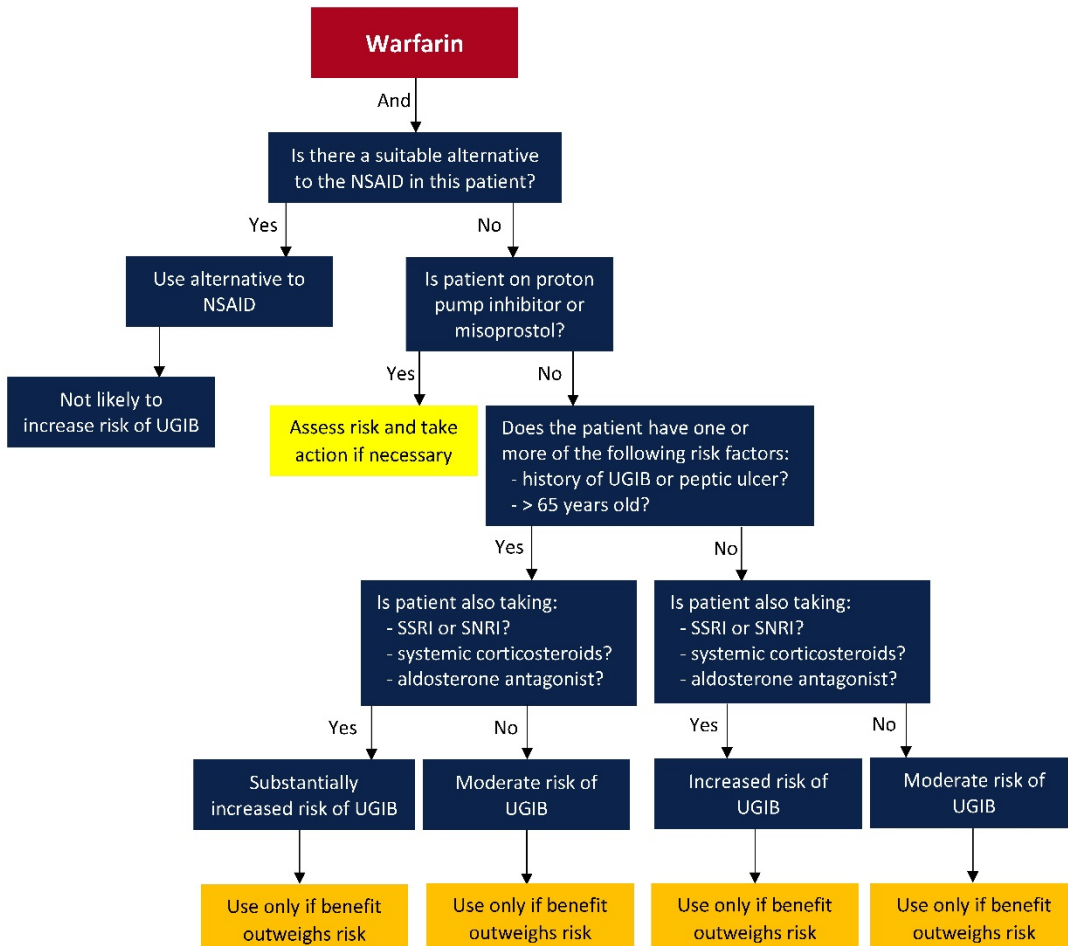 Warfarin
And
Is there a suitable alternative
to the NSAID in this patient?
Yes
No
Use alternative to
NSAID
Is patient on proton
pump inhibitor or
misoprostol?
Not likely to
increase risk of UGIB
Yes
No
Assess risk and take
action if necessary
Does the patient have one or
more of the following risk factors:
- history of UGIB or peptic ulcer?
- > 65 years old?
Yes
No
Is patient also taking:
- SSRI or SNRI?
- systemic corticosteroids?
- aldosterone antagonist?
Is patient also taking:
- SSRI or SNRI?
- systemic corticosteroids?
- aldosterone antagonist?
Yes
No
Yes
No
Substantially
increased risk of UGIB
Moderate risk of
UGIB
Increased risk of
UGIB
Moderate risk of
UGIB
Use only if benefit
outweighs risk
Use only if benefit
outweighs risk
Use only if benefit
outweighs risk
Use only if benefit
outweighs risk